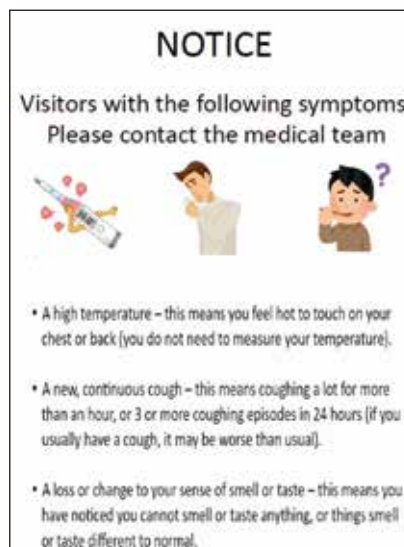 NOTICE
Visitors with the following symptoms
Please contact the medical team
?
• A high temperature – this means you feel hot to touch on your
chest or back (you do not need to measure your temperature).
• A new, continuous cough – this means coughing a lot for more
than an hour, or 3 or more coughing episodes in 24 hours (if you
usually have a cough, it may be worse than usual).
• A loss or change to your sense of smell or taste – this means you
have noticed you cannot smell or taste anything, or things smell
or taste different to normal.